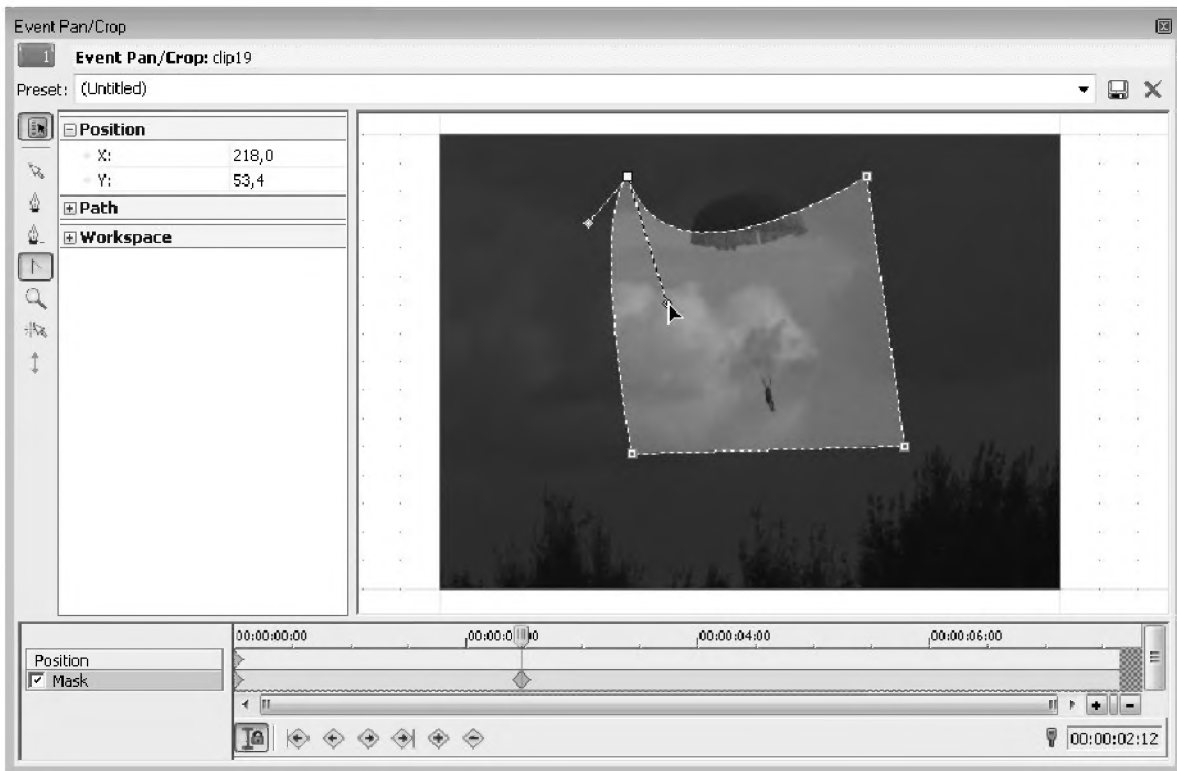 Event Pan/Crop
1 Event Pan/Crop: clip19
Preset: (Untitled)
Position
X: 218,0
Y: 53,4
Path
Workspace
00:00:00:00 00:00:04:00 00:00:06:00
Position
Mask
00:00:02:12